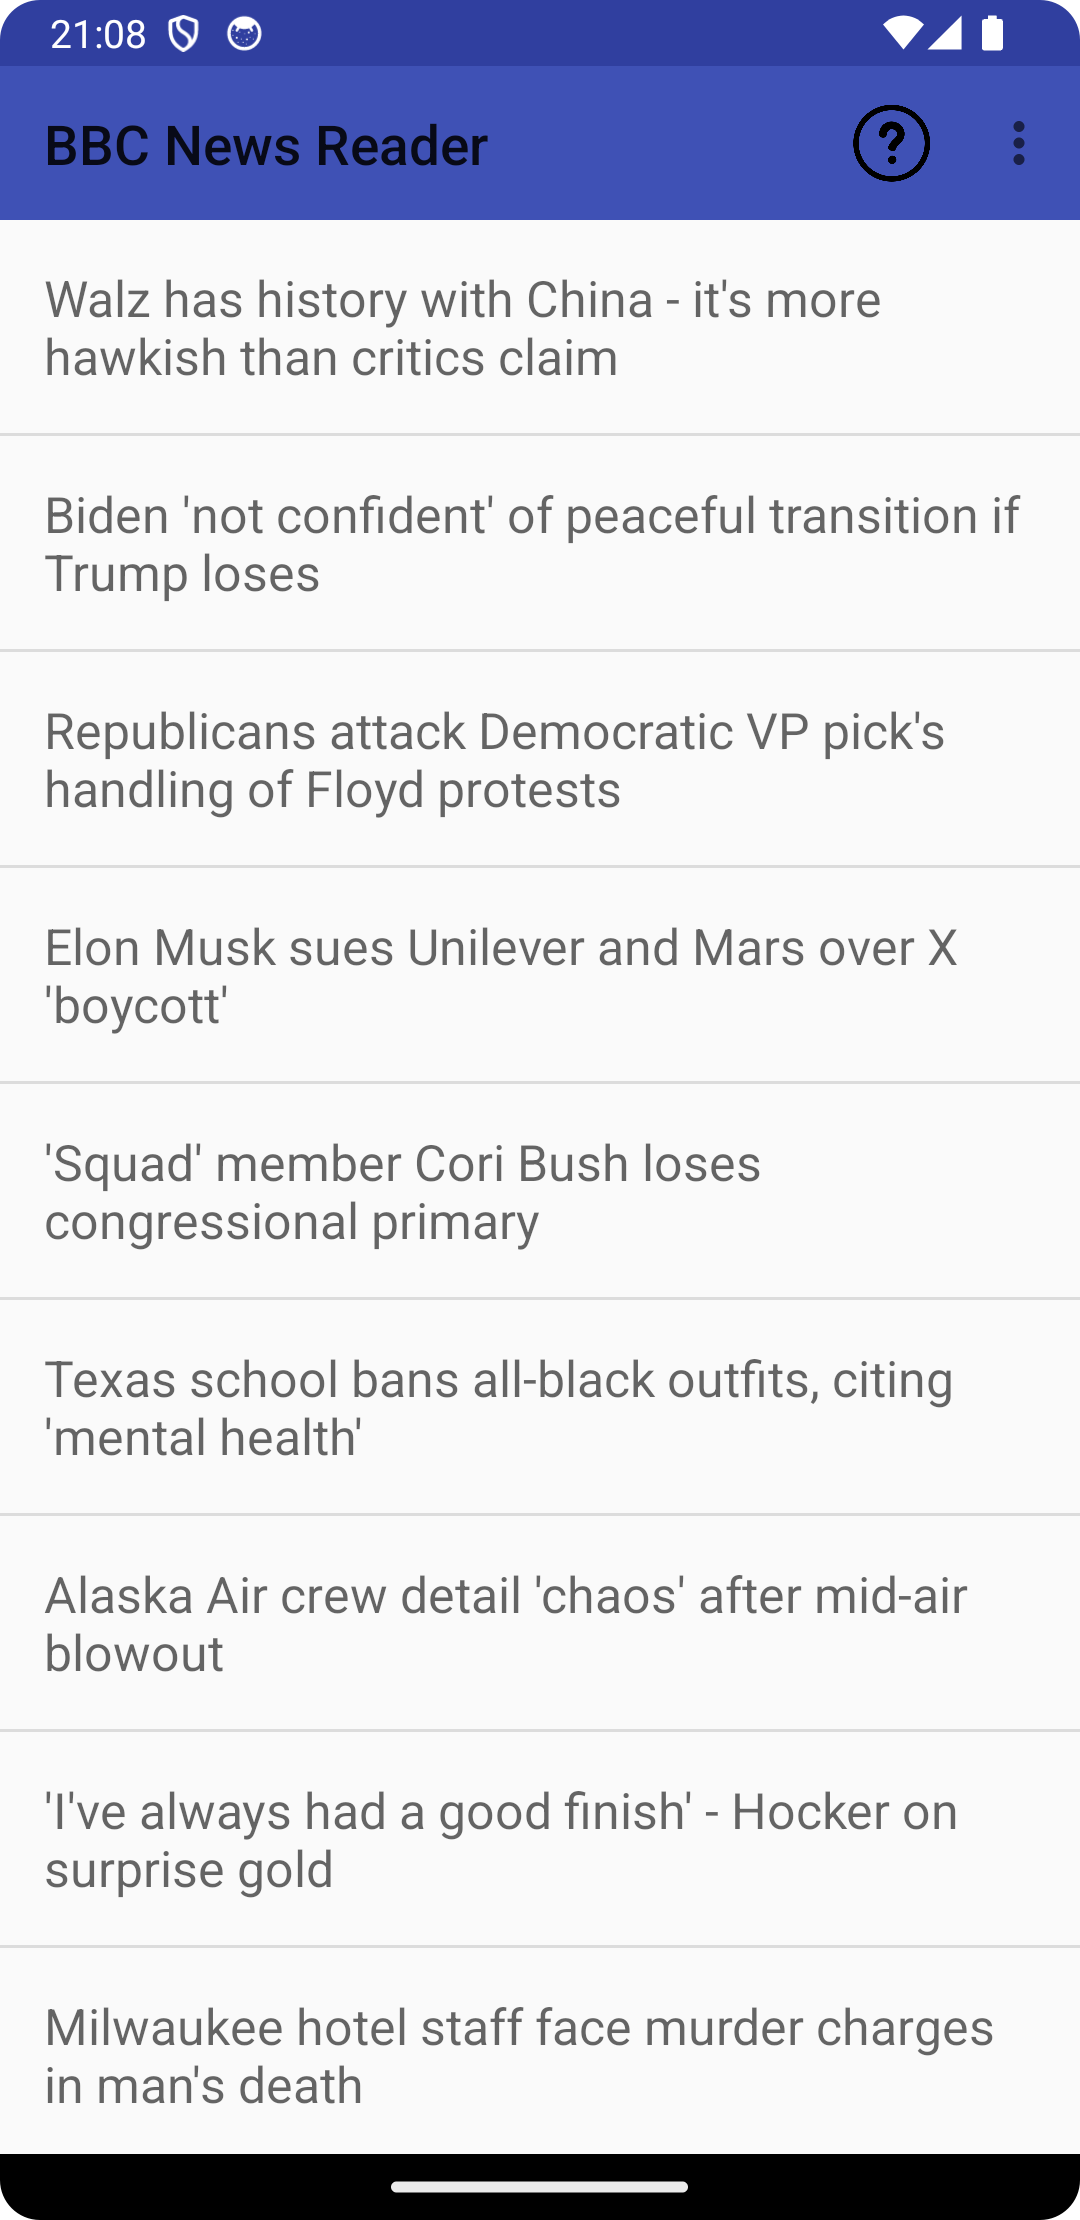 21:08
BBC News Reader
Walz has history with China - it's more
hawkish than critics claim
Biden 'not confident' of peaceful transition if
Trump loses
Republicans attack Democratic VP pick's
handling of Floyd protests
Elon Musk sues Unilever and Mars over X
'boycott'
'Squad' member Cori Bush loses
congressional primary
Texas school bans all-black outfits, citing
'mental health'
Alaska Air crew detail 'chaos' after mid-air
blowout
'I've always had a good finish' - Hocker on
surprise gold
Milwaukee hotel staff face murder charges
in man's death